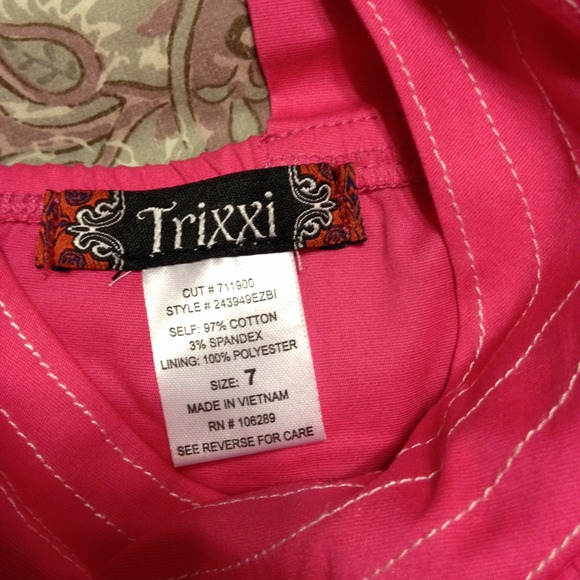 Trixxi
CUT # 711900
STYLE # 243949EZBI
SELF: 97% COTTON
3% SPANDEX
LINING: 100% POLYESTER
SIZE: 7
MADE IN VIETNAM
RN # 106289
SEE REVERSE FOR CARE